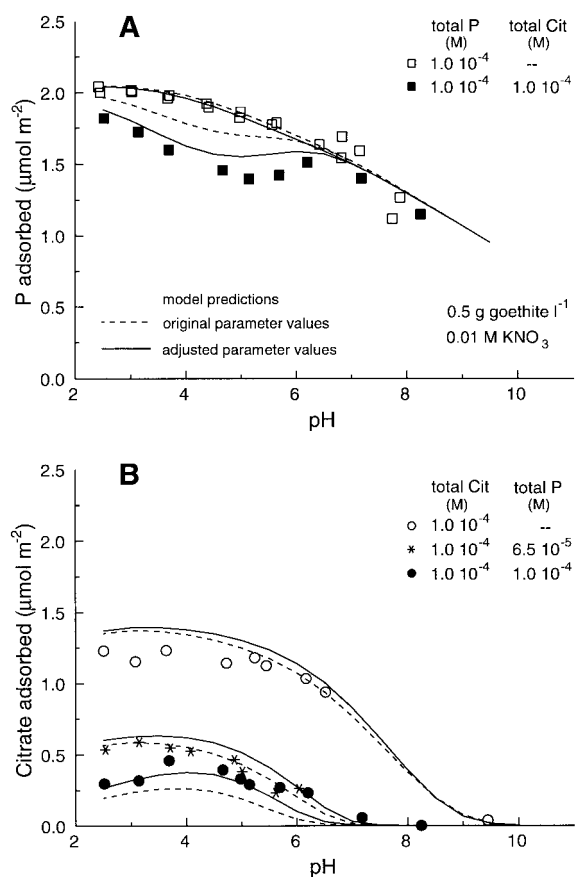 A
total P total Cit
(M) (M)
□ 1.0 10⁻⁴ --
■ 1.0 10⁻⁴ 1.0 10⁻⁴
2.5
2.0
1.5
1.0
0.5
0.0
P adsorbed (μmol m⁻²)
model predictions
original parameter values
adjusted parameter values
0.5 g goethite l⁻¹
0.01 M KNO₃
2 4 6 8 10
pH
B
total Cit total P
(M) (M)
○ 1.0 10⁻⁴ --
* 1.0 10⁻⁴ 6.5 10⁻⁵
● 1.0 10⁻⁴ 1.0 10⁻⁴
2.5
2.0
1.5
1.0
0.5
0.0
Citrate adsorbed (μmol m⁻²)
2 4 6 8 10
pH